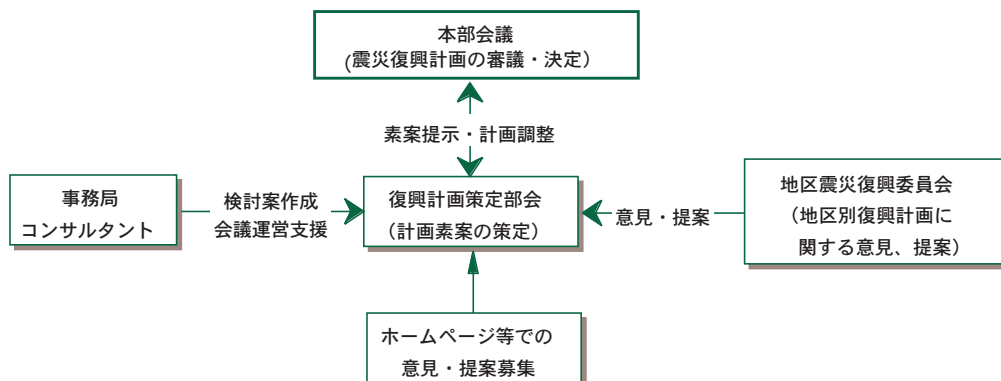 本部会議
(震災復興計画の審議・決定）
素案提示・計画調整
事務局
コンサルタント
検討案作成
会議運営支援
復興計画策定部会
（計画素案の策定）
意見・提案
地区震災復興委員会
（地区別復興計画に
関する意見、提案）
ホームページ等での
意見・提案募集